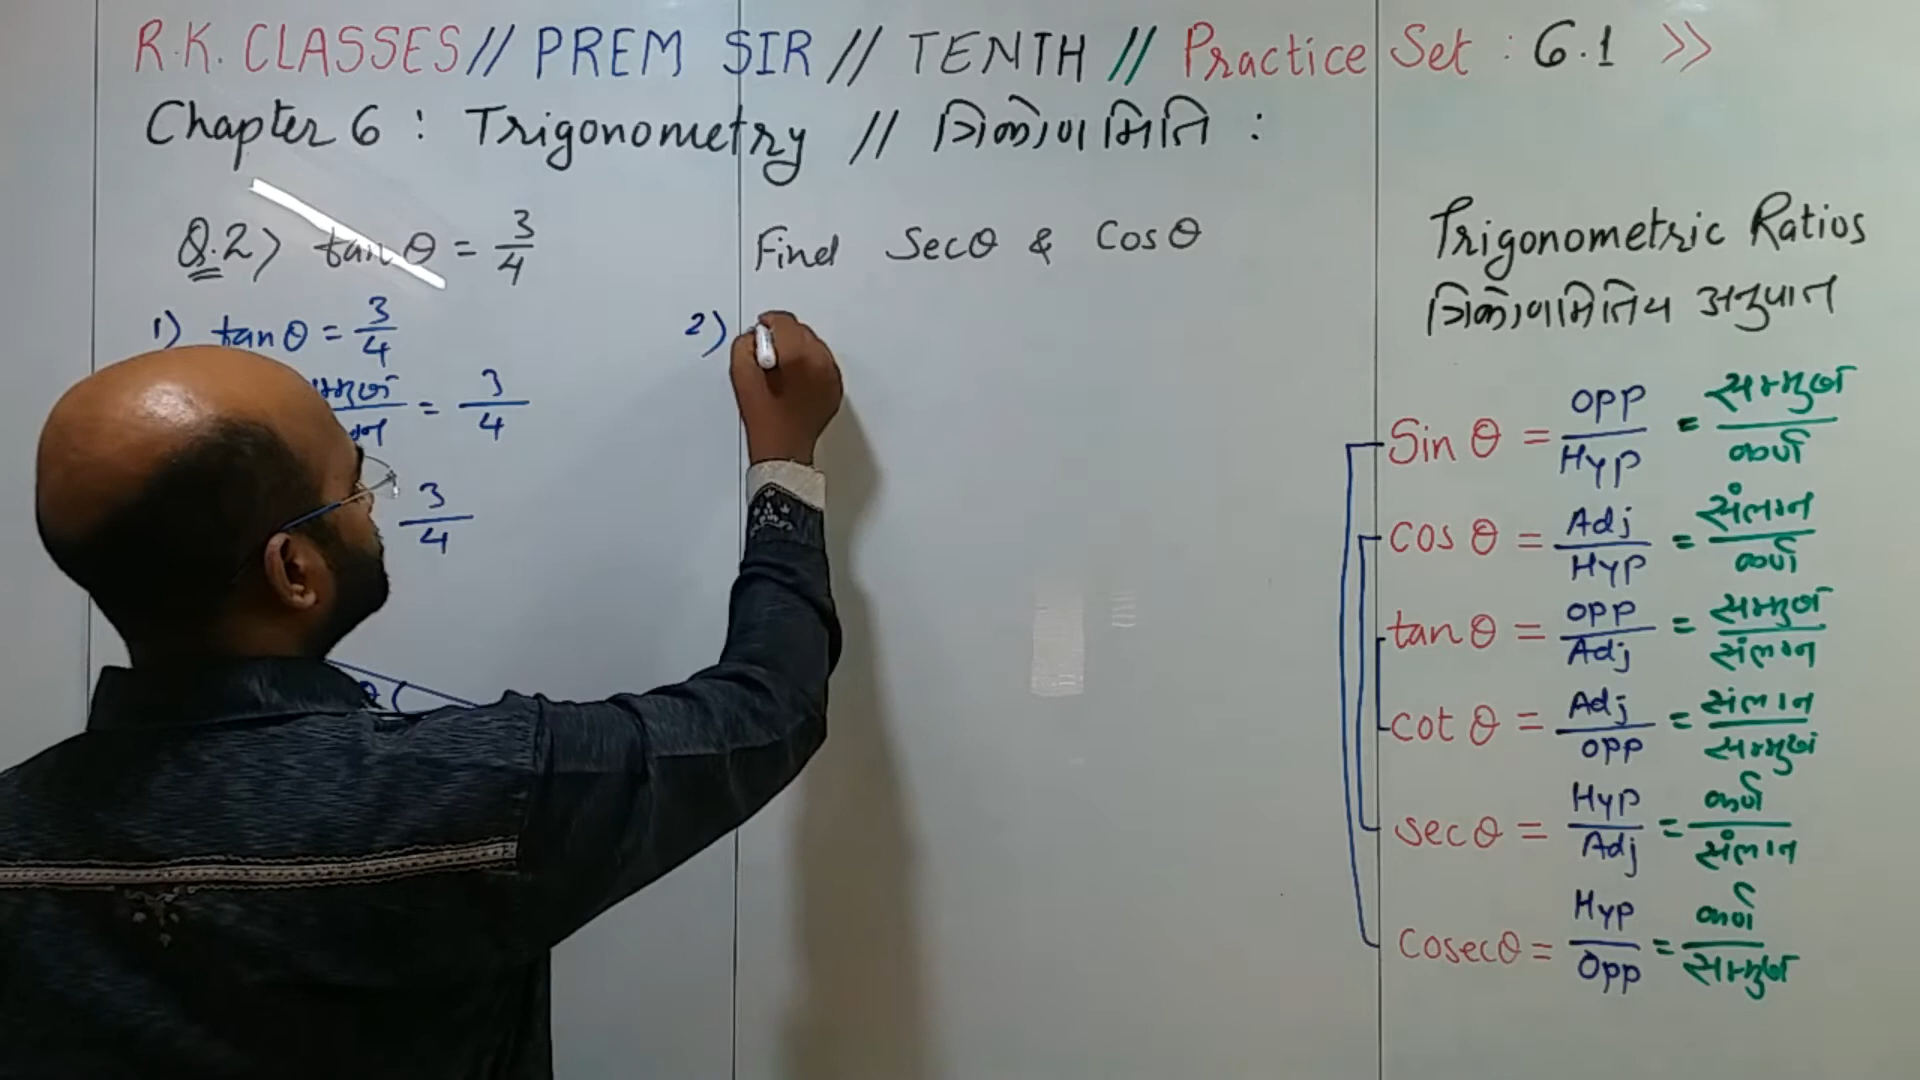 R.K. CLASSES // PREM SIR // TENTH // Practice Set : 6.1 >>
Chapter 6 : Trigonometry // त्रिकोणमिति :
Q.2> tan θ = 3/4 Find Sec θ & Cos θ
1) tan θ = 3/4
2)
= 3/4
3/4
θ
Trigonometric Ratios
त्रिकोणमितिय अनुपात
Sin θ = Opp/Hyp = सम्मुख/कर्ण
cos θ = Adj/Hyp = संलग्न/कर्ण
tan θ = Opp/Adj = सम्मुख/संलग्न
cot θ = Adj/Opp = संलग्न/सम्मुख
sec θ = Hyp/Adj = कर्ण/संलग्न
cosec θ = Hyp/Opp = कर्ण/सम्मुख